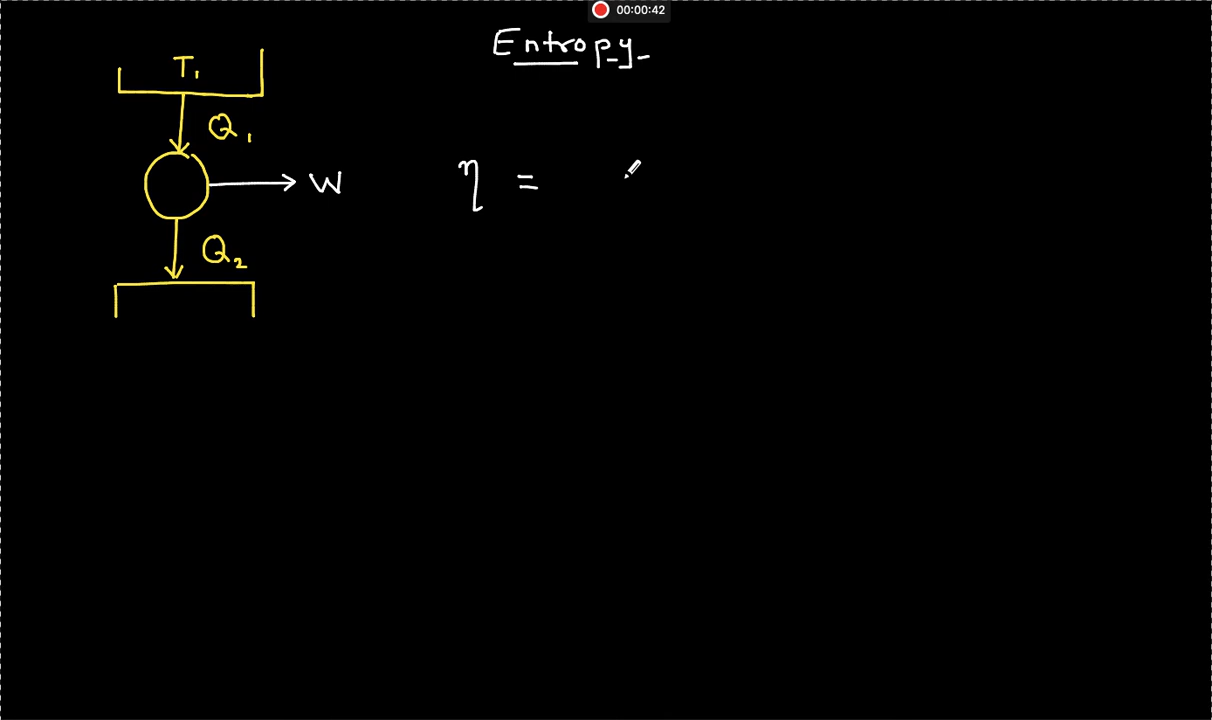 00:00:42
Entropy
T₁
Q₁
W
η =
Q₂